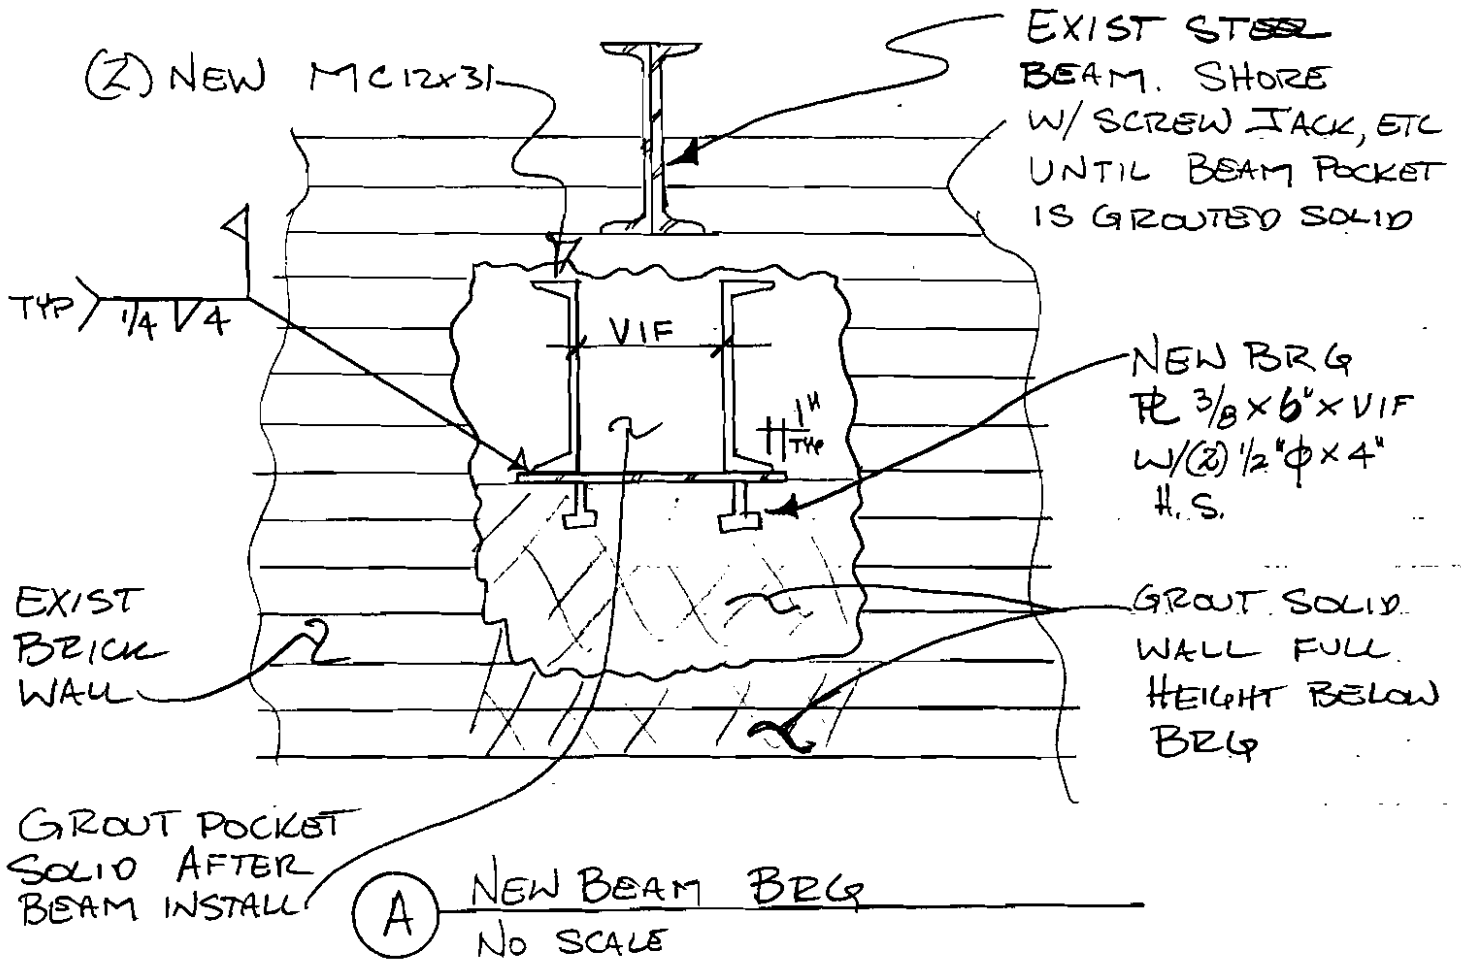 (2) NEW MC12x31
EXIST STEEL
BEAM. SHORE
W/ SCREW JACK, ETC
UNTIL BEAM POCKET
IS GROUTED SOLID
TYP
1/4 4
VIF
1"
TYP
NEW BRG
PL 3/8 x 6" x VIF
W/(2) 1/2"φ x 4"
H.S.
EXIST
BRICK
WALL
GROUT SOLID
WALL FULL
HEIGHT BELOW
BRG
GROUT POCKET
SOLID AFTER
BEAM INSTALL
A
NEW BEAM BRG
NO SCALE